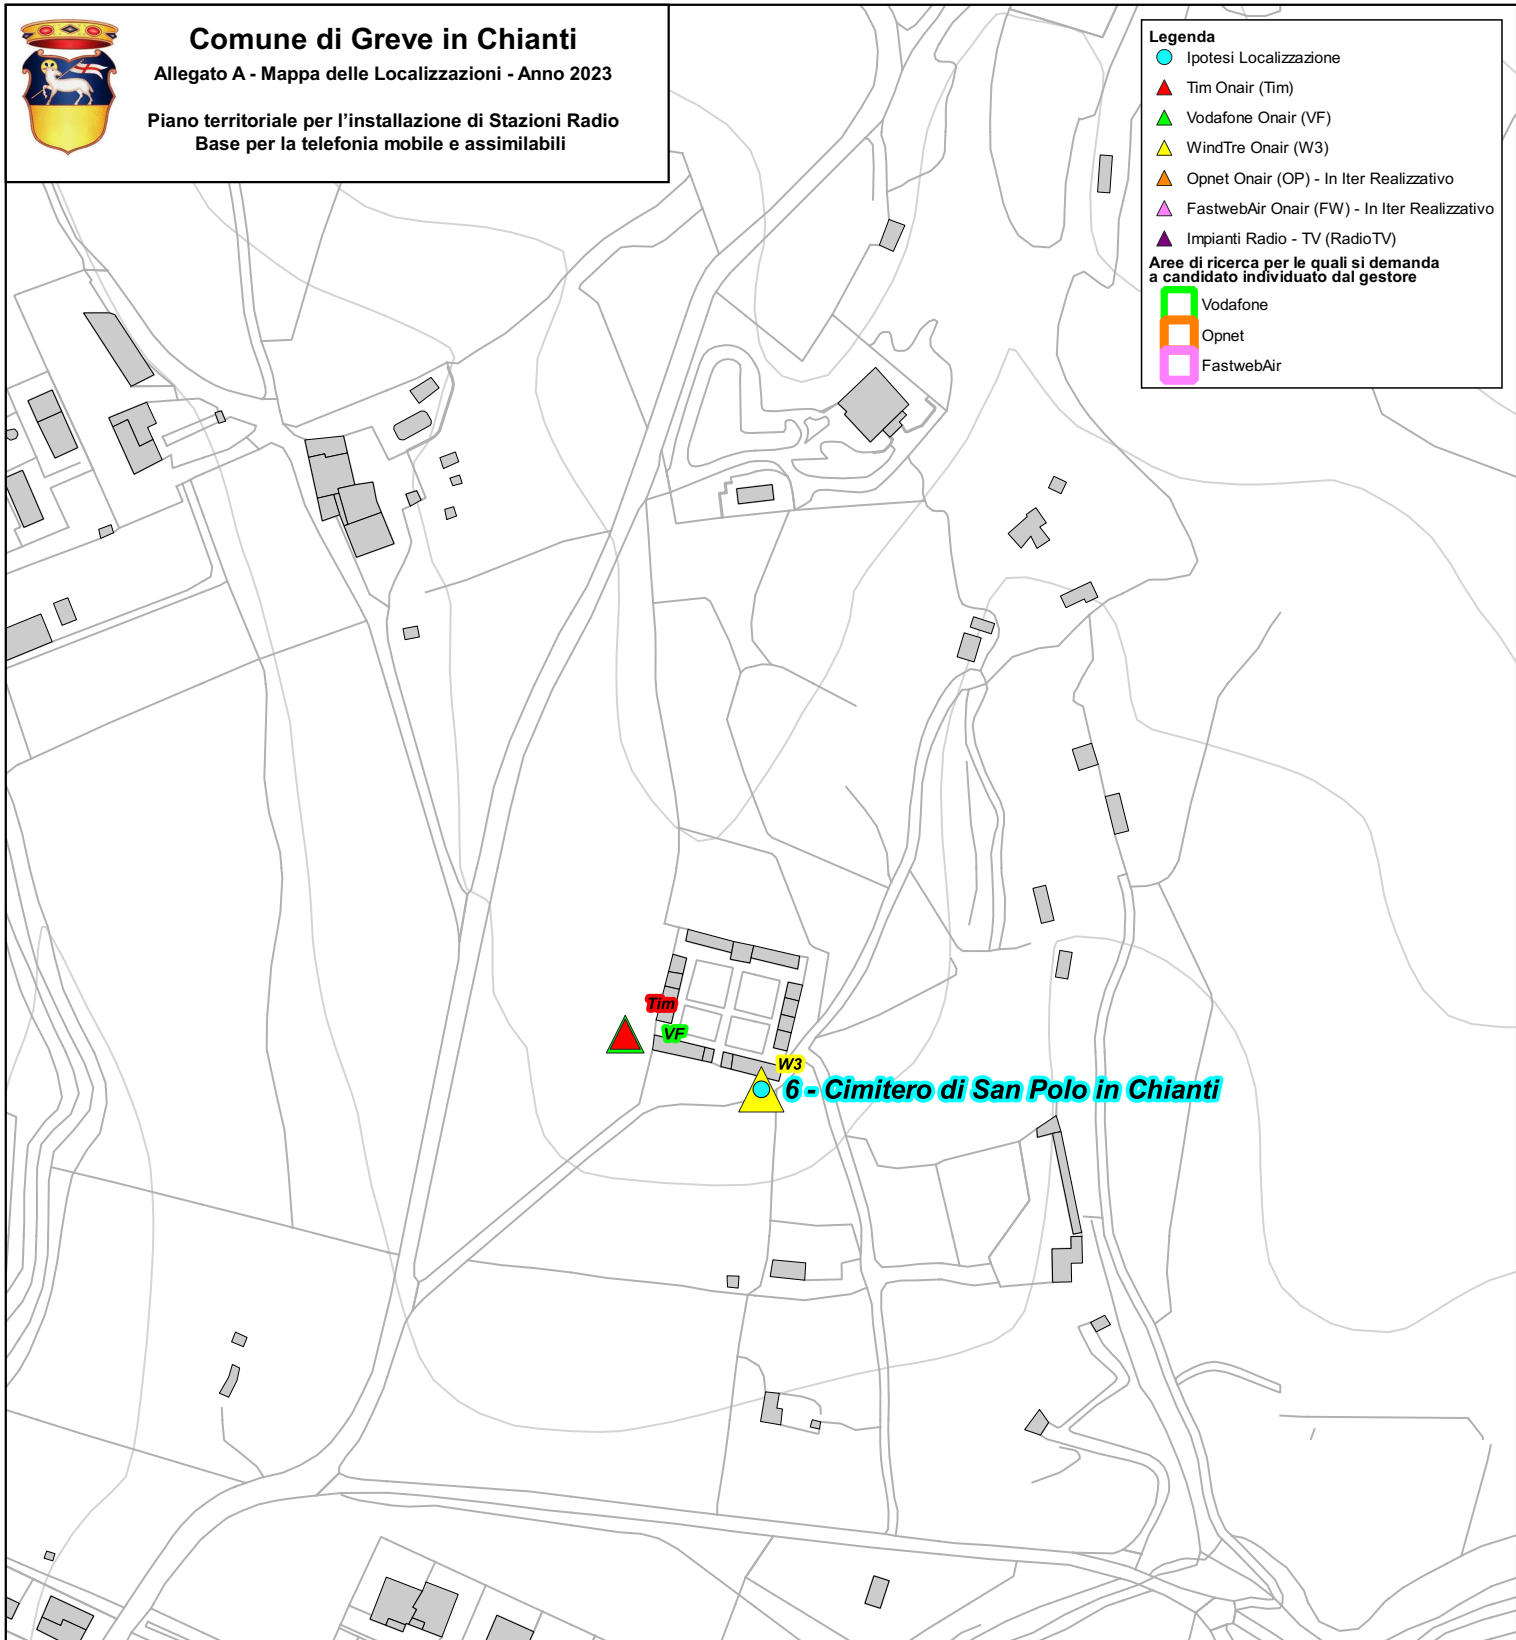 Comune di Greve in Chianti
Allegato A - Mappa delle Localizzazioni - Anno 2023
Piano territoriale per l'installazione di Stazioni Radio
Base per la telefonia mobile e assimilabili
Legenda
Ipotesi Localizzazione
Tim Onair (Tim)
Vodafone Onair (VF)
WindTre Onair (W3)
Opnet Onair (OP) - In Iter Realizzativo
FastwebAir Onair (FW) - In Iter Realizzativo
Impianti Radio - TV (RadioTV)
Aree di ricerca per le quali si demanda
a candidato individuato dal gestore
Vodafone
Opnet
FastwebAir
Tim
VF
W3
6 - Cimitero di San Polo in Chianti